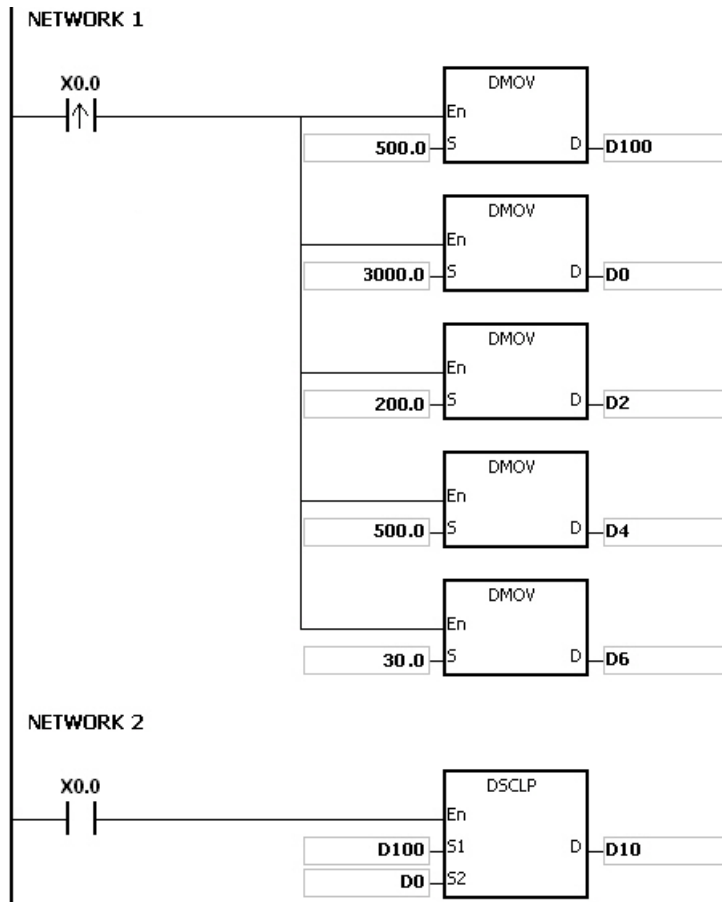 NETWORK 1
X0.0
DMOV
En
500.0 S D D100
DMOV
En
3000.0 S D D0
DMOV
En
200.0 S D D2
DMOV
En
500.0 S D D4
DMOV
En
30.0 S D D6
NETWORK 2
X0.0
DSCLP
En
D100 S1 D D10
D0 S2